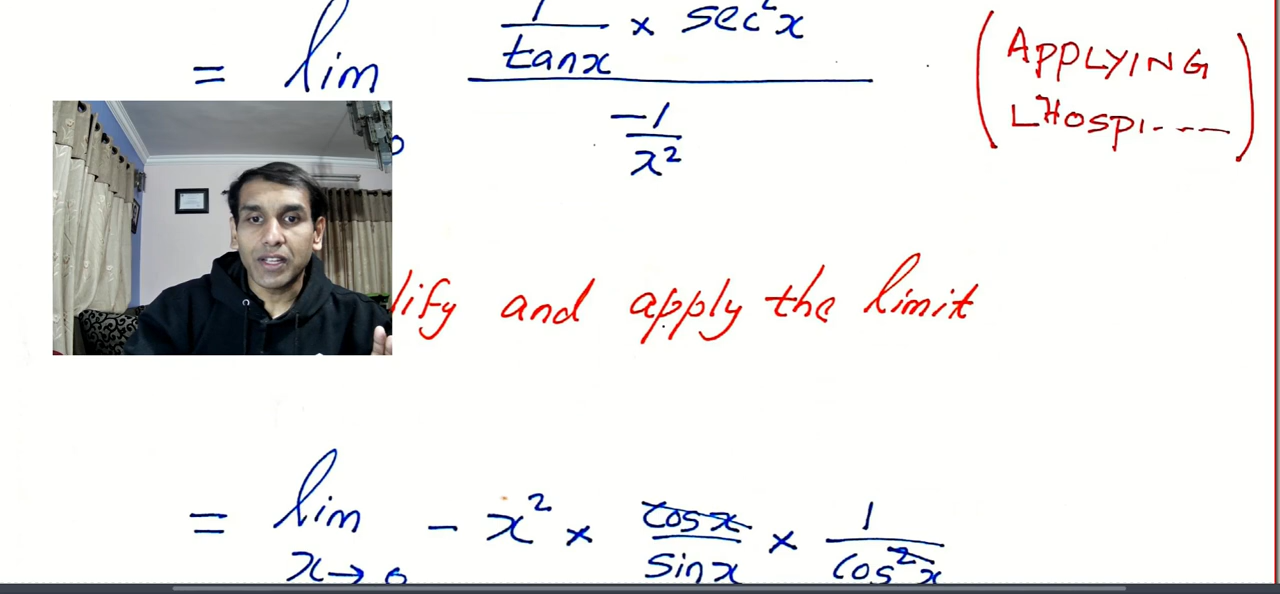 1/tanx × sec²x
= lim
-1/x²
(APPLYING
LHOSPI---)
lify and apply the limit
= lim - x² × cosx/sinx × 1/cos²x
x→0